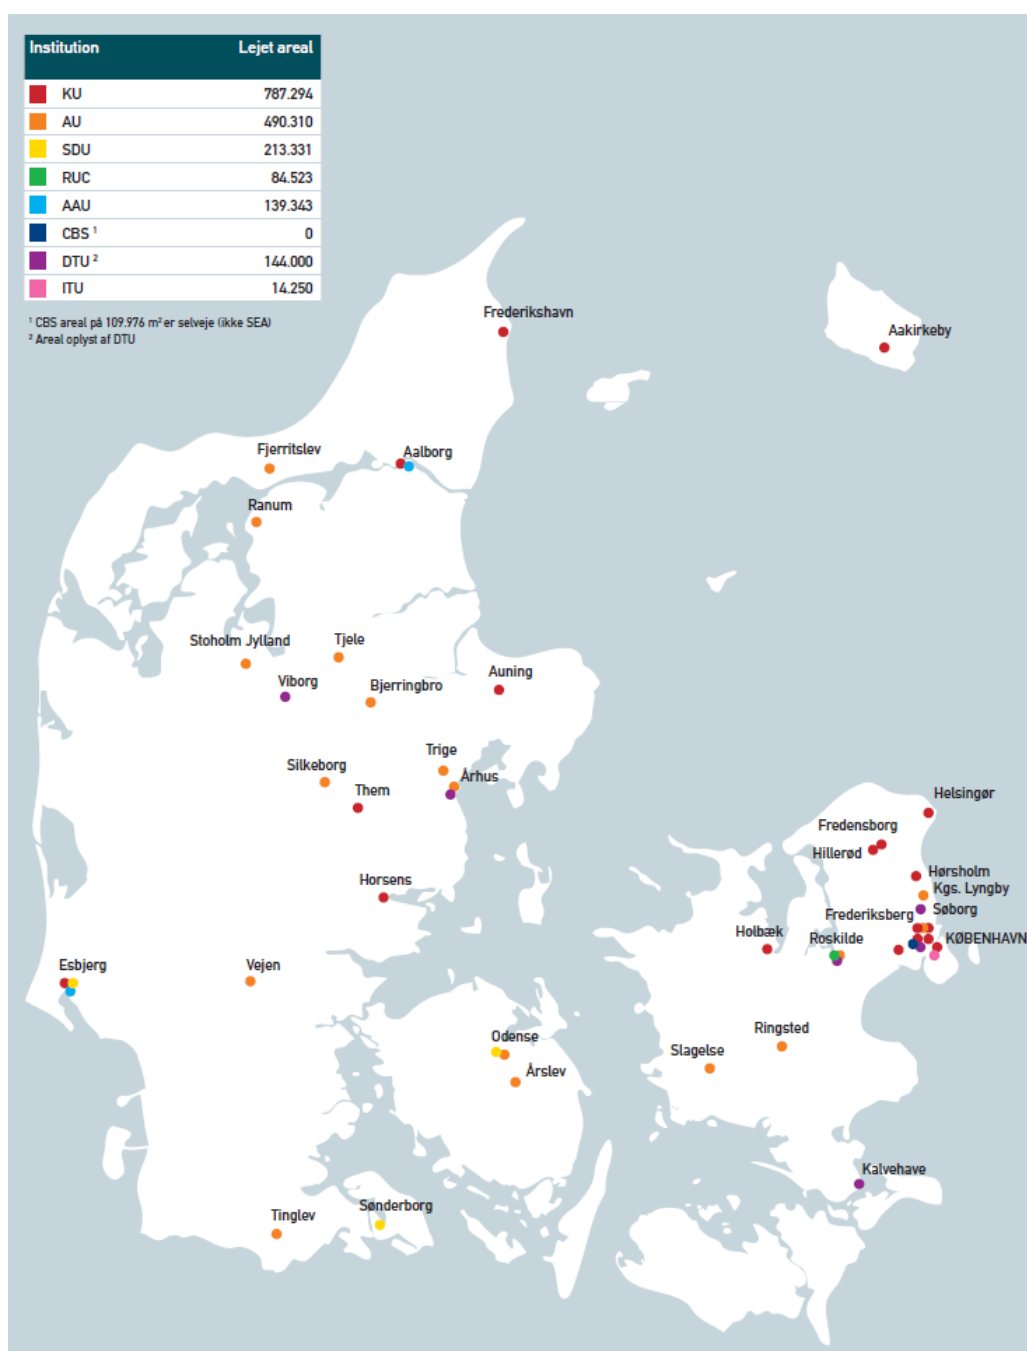 Institution Lejet areal
KU 787.294
AU 490.310
SDU 213.331
RUC 84.523
AAU 139.343
CBS ¹ 0
DTU ² 144.000
ITU 14.250
¹ CBS areal på 109.976 m² er selveje (ikke SEA)
² Areal oplyst af DTU
Frederikshavn
Aakirkeby
Fjerritslev
Aalborg
Ranum
Stoholm Jylland
Tjele
Viborg
Bjerringbro
Auning
Trige
Silkeborg
Århus
Them
Helsingør
Fredensborg
Hillerød
Horsens
Hørsholm
Kgs. Lyngby
Søborg
Frederiksberg
Holbæk
Roskilde
KØBENHAVN
Esbjerg
Vejen
Odense
Ringsted
Slagelse
Årslev
Kalvehave
Sønderborg
Tinglev